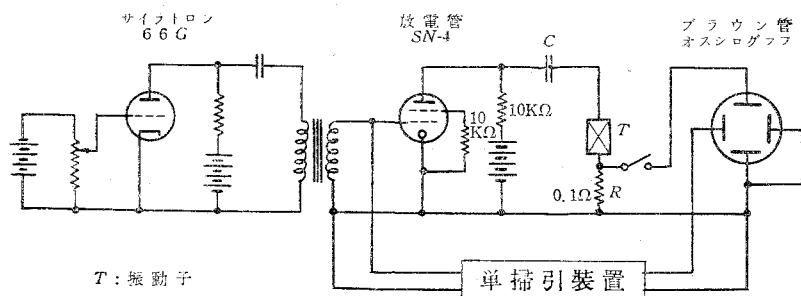 サイラトロン
66G
放電管
SN-4
ブラウン管
オスシログラフ
C
10
KΩ
10KΩ
T
0.1Ω
R
T：振動子
単掃引装置